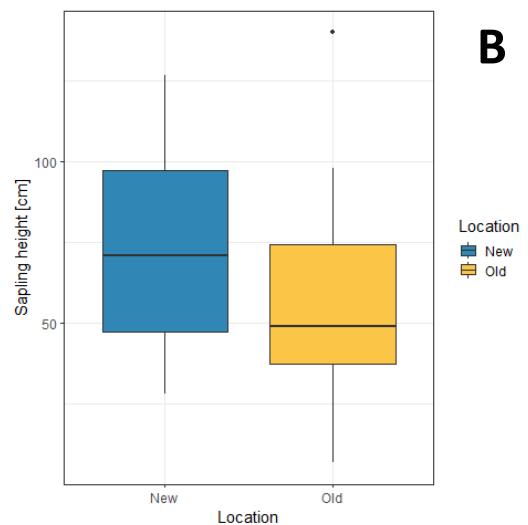 B
Sapling height [cm]
100
50
New
Old
Location
Location
New
Old